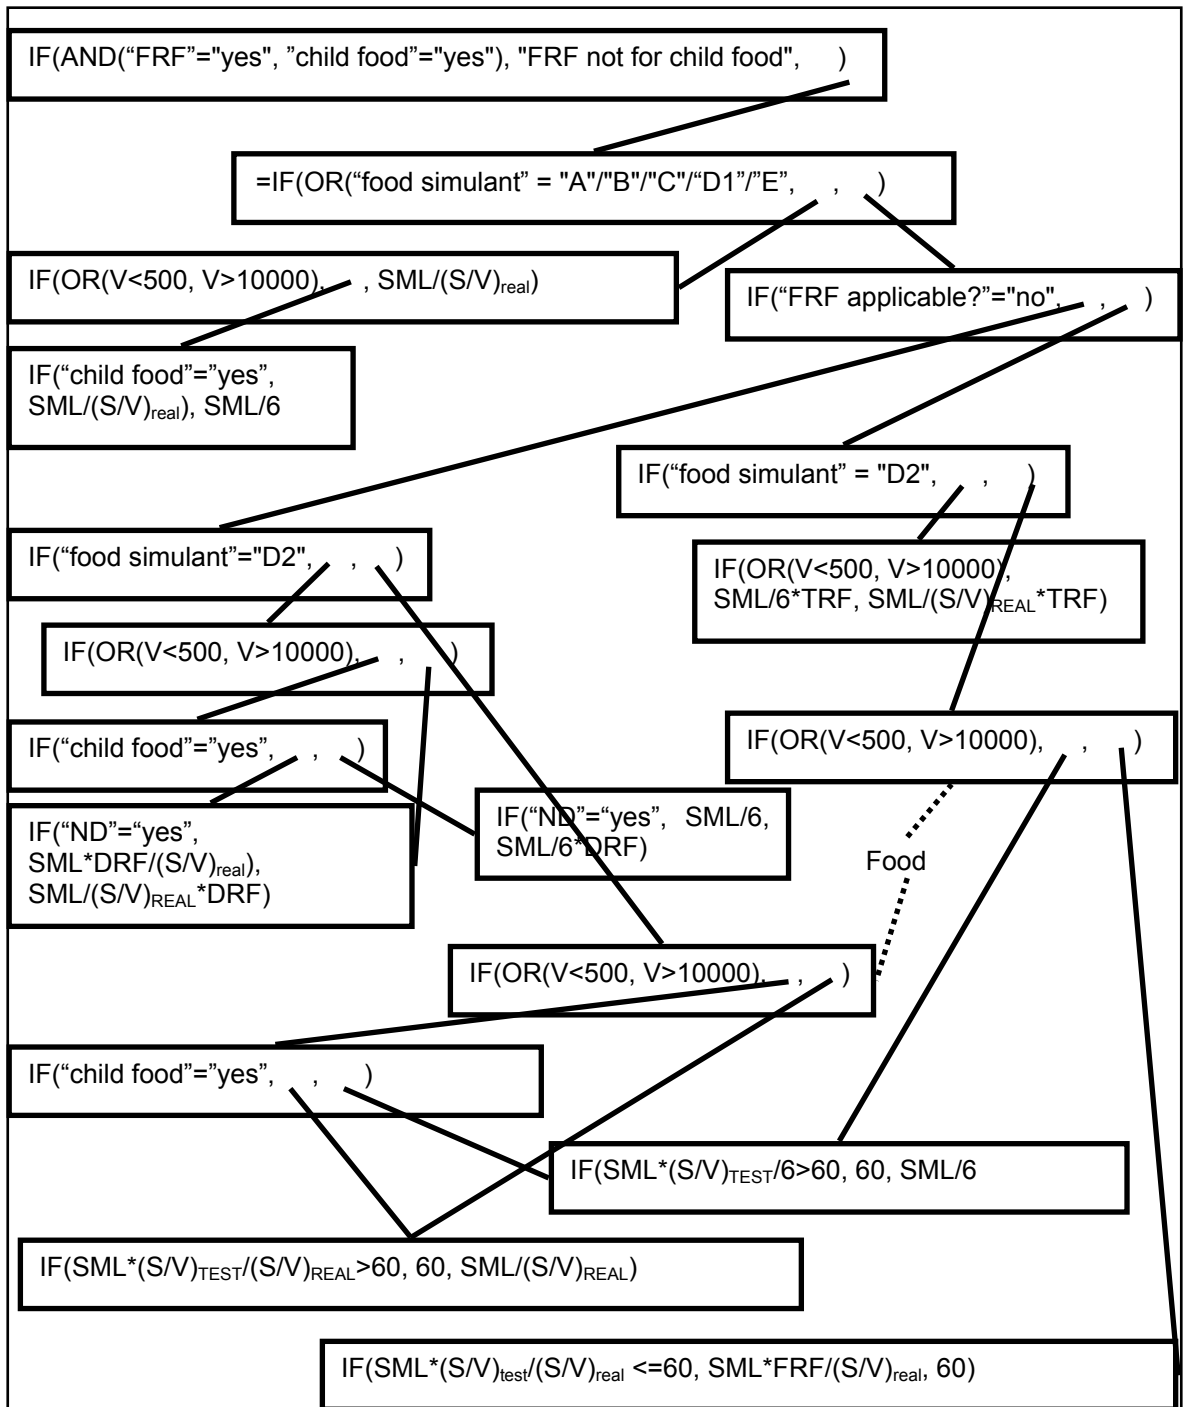 IF(AND(“FRF”="yes", ”child food”="yes"), "FRF not for child food", )
=IF(OR(“food simulant” = "A"/"B"/"C"/“D1”/”E”, , )
IF(OR(V<500, V>10000), , SML/(S/V)real)
IF(“FRF applicable?”="no", , )
IF(“child food”=”yes”,
SML/(S/V)real), SML/6
IF(“food simulant” = "D2", , )
IF(“food simulant”="D2", , )
IF(OR(V<500, V>10000),
SML/6*TRF, SML/(S/V)REAL*TRF)
IF(OR(V<500, V>10000), , )
IF(“child food”=”yes”, , )
IF(OR(V<500, V>10000), , )
IF(“ND”=“yes”,
SML*DRF/(S/V)real),
SML/(S/V)REAL*DRF)
IF(“ND”=“yes”, SML/6,
SML/6*DRF)
Food
IF(OR(V<500, V>10000), , )
IF(“child food”=”yes”, , )
IF(SML*(S/V)TEST/6>60, 60, SML/6
IF(SML*(S/V)TEST/(S/V)REAL>60, 60, SML/(S/V)REAL)
IF(SML*(S/V)test/(S/V)real <=60, SML*FRF/(S/V)real, 60)